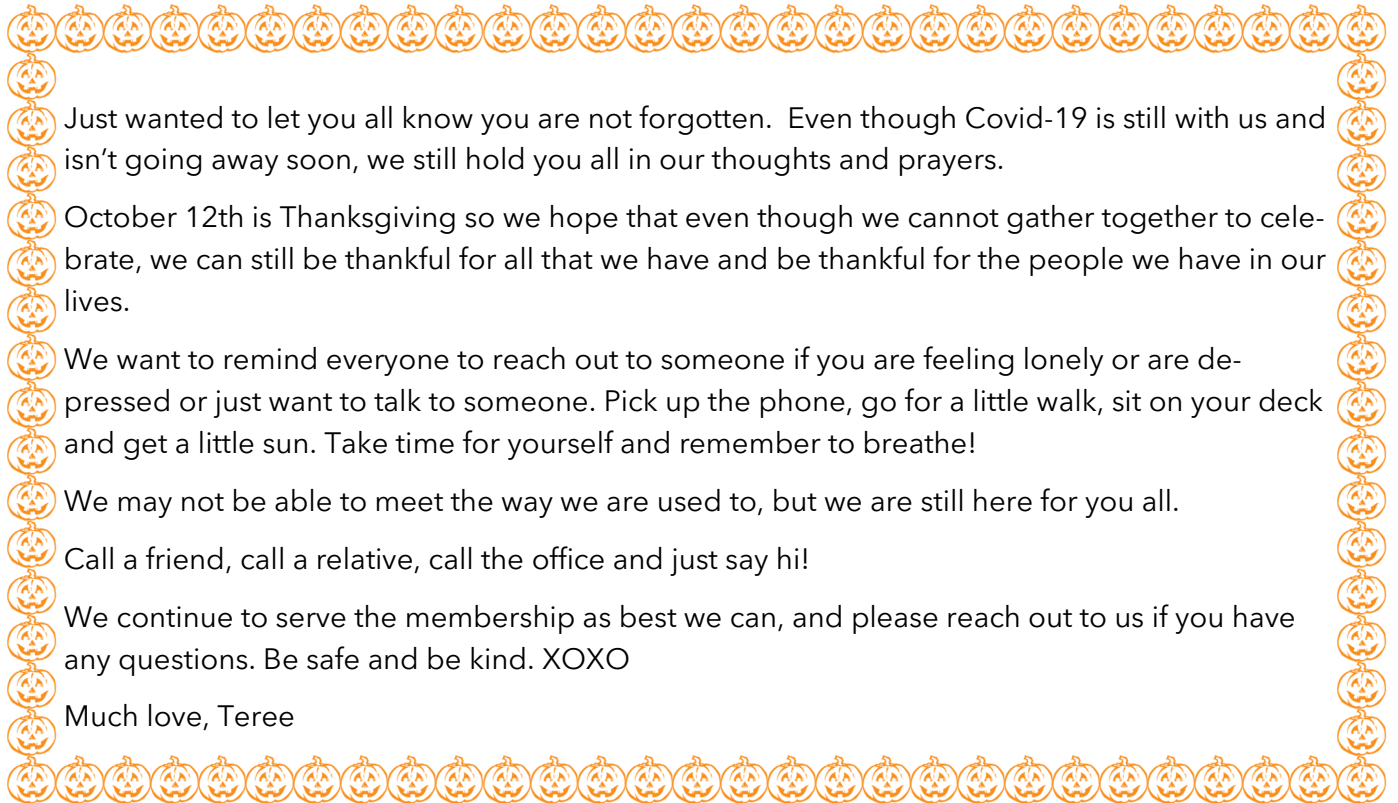 Just wanted to let you all know you are not forgotten.  Even though Covid-19 is still with us and
isn't going away soon, we still hold you all in our thoughts and prayers.
October 12th is Thanksgiving so we hope that even though we cannot gather together to cele-
brate, we can still be thankful for all that we have and be thankful for the people we have in our
lives.
We want to remind everyone to reach out to someone if you are feeling lonely or are de-
pressed or just want to talk to someone. Pick up the phone, go for a little walk, sit on your deck
and get a little sun. Take time for yourself and remember to breathe!
We may not be able to meet the way we are used to, but we are still here for you all.
Call a friend, call a relative, call the office and just say hi!
We continue to serve the membership as best we can, and please reach out to us if you have
any questions. Be safe and be kind. XOXO
Much love, Teree